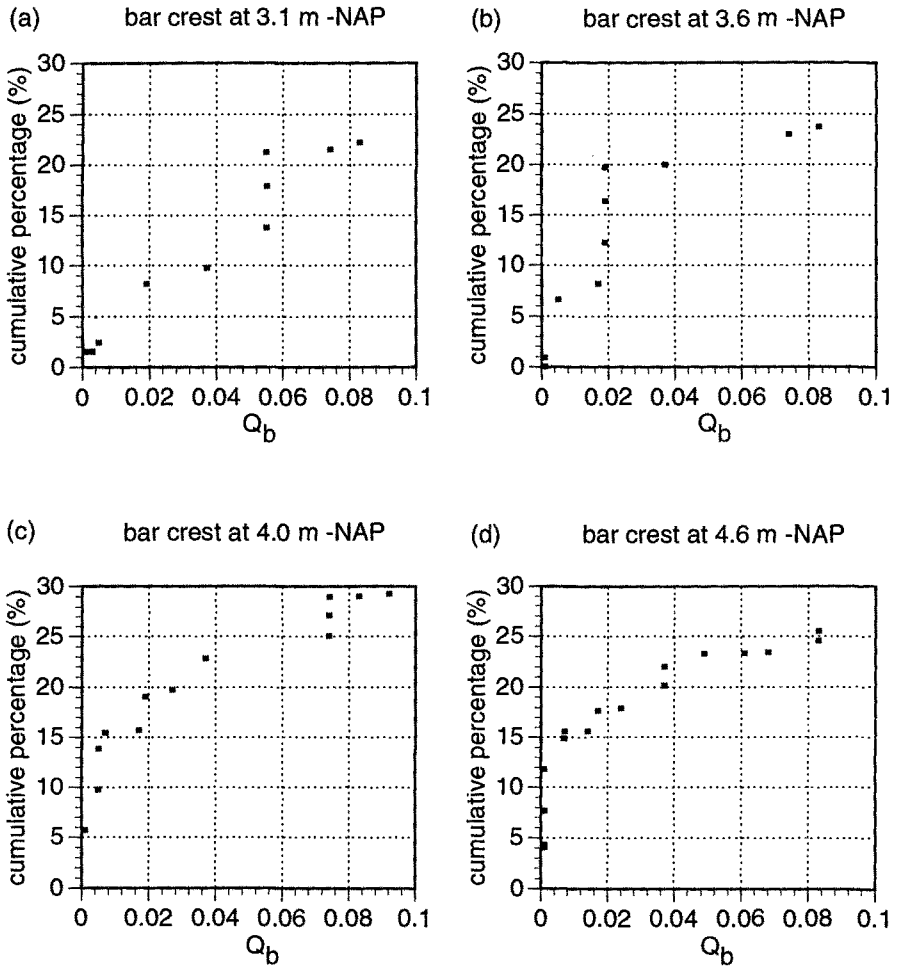 (a) bar crest at 3.1 m -NAP
cumulative percentage (%)
30
25
20
15
10
5
0
0 0.02 0.04 0.06 0.08 0.1
Qb
(b) bar crest at 3.6 m -NAP
cumulative percentage (%)
30
25
20
15
10
5
0
0 0.02 0.04 0.06 0.08 0.1
Qb
(c) bar crest at 4.0 m -NAP
cumulative percentage (%)
30
25
20
15
10
5
0
0 0.02 0.04 0.06 0.08 0.1
Qb
(d) bar crest at 4.6 m -NAP
cumulative percentage (%)
30
25
20
15
10
5
0
0 0.02 0.04 0.06 0.08 0.1
Qb